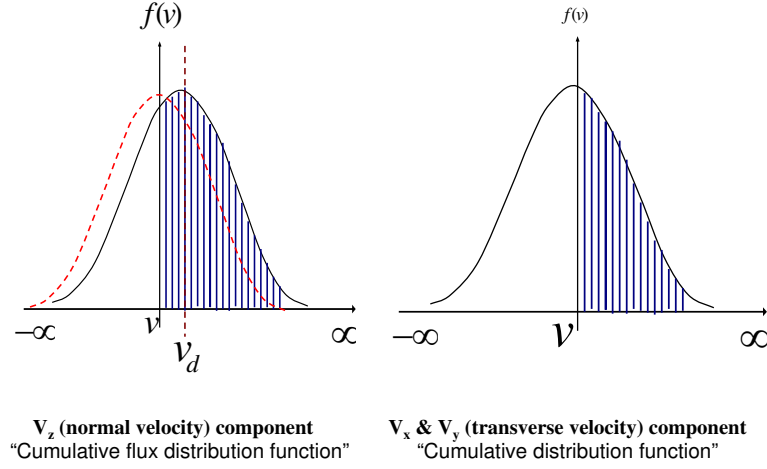 f(v)
−∞
v
v_d
∞
V_z (normal velocity) component
“Cumulative flux distribution function”
f(v)
−∞
v
∞
V_x & V_y (transverse velocity) component
“Cumulative distribution function”